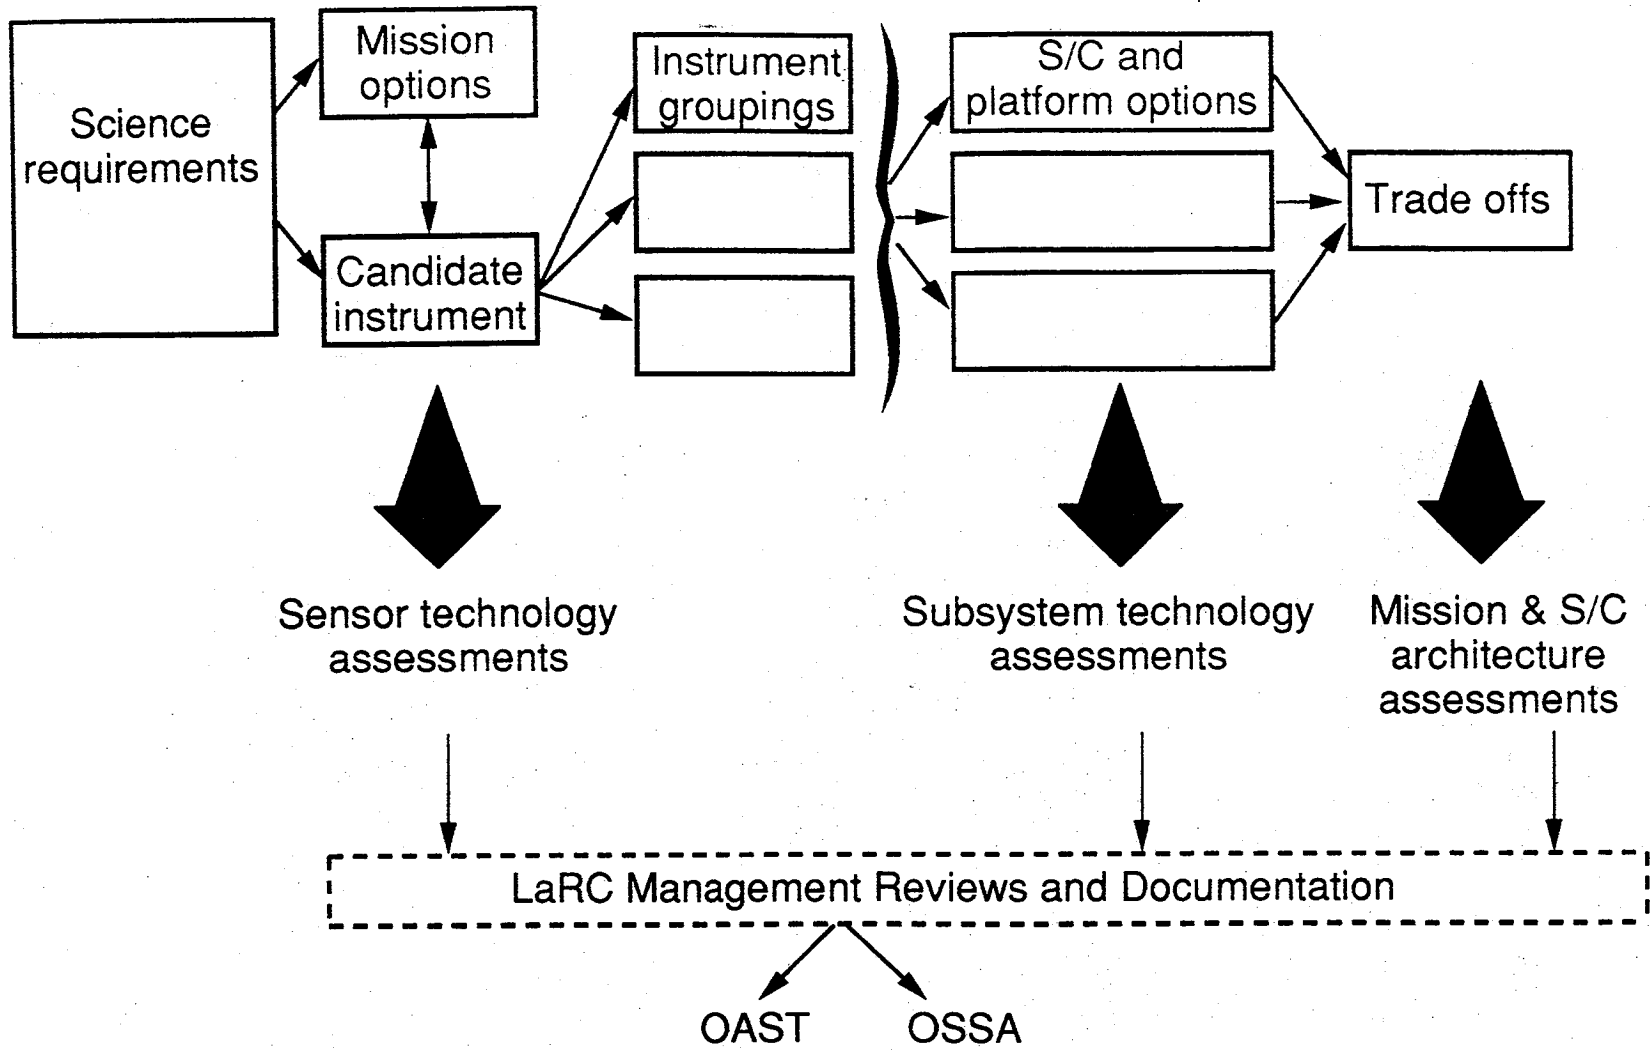 Science
requirements
Mission
options
Candidate
instrument
Instrument
groupings
S/C and
platform options
Trade offs
Sensor technology
assessments
Subsystem technology
assessments
Mission & S/C
architecture
assessments
LaRC Management Reviews and Documentation
OAST
OSSA